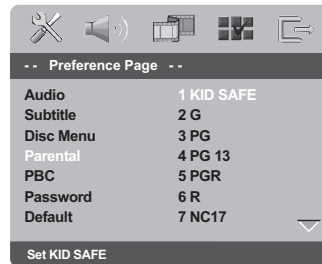 - -  Preference Page  - -
Audio 1 KID SAFE
Subtitle 2 G
Disc Menu 3 PG
Parental 4 PG 13
PBC 5 PGR
Password 6 R
Default 7 NC17
Set KID SAFE